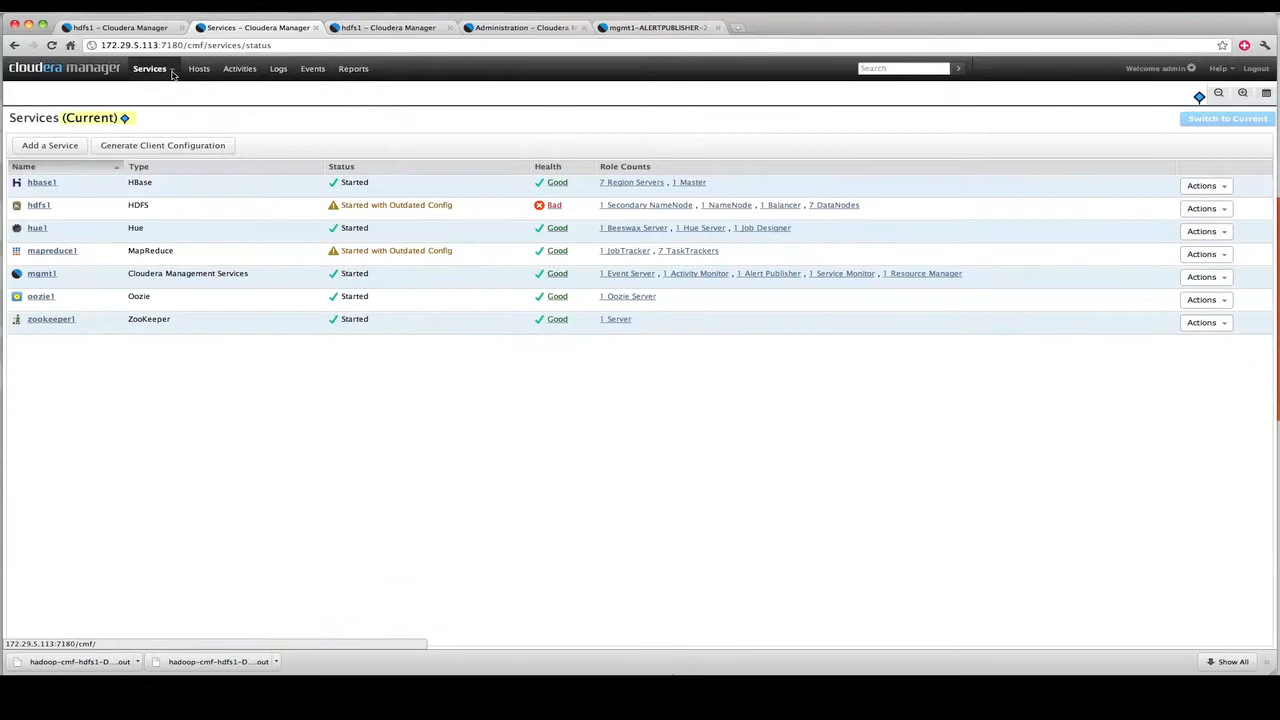 hdfs1 – Cloudera Manager
Services – Cloudera Manager
hdfs1 – Cloudera Manager
Administration – Cloudera M
mgmt1–ALERTPUBLISHER–2
172.29.5.113:7180/cmf/services/status
cloudera manager
Services
Hosts
Activities
Logs
Events
Reports
Search
Welcome admin
Help
Logout
Services (Current)
Switch to Current
Add a Service
Generate Client Configuration
Name Type Status Health Role Counts
hbase1 HBase Started Good 7 Region Servers , 1 Master Actions
hdfs1 HDFS Started with Outdated Config Bad 1 Secondary NameNode , 1 NameNode , 1 Balancer , 7 DataNodes Actions
hue1 Hue Started Good 1 Beeswax Server , 1 Hue Server , 1 Job Designer Actions
mapreduce1 MapReduce Started with Outdated Config Good 1 JobTracker , 7 TaskTrackers Actions
mgmt1 Cloudera Management Services Started Good 1 Event Server , 1 Activity Monitor , 1 Alert Publisher , 1 Service Monitor , 1 Resource Manager Actions
oozie1 Oozie Started Good 1 Oozie Server Actions
zookeeper1 ZooKeeper Started Good 1 Server Actions
172.29.5.113:7180/cmf/
hadoop-cmf-hdfs1-D....out
hadoop-cmf-hdfs1-D....out
Show All